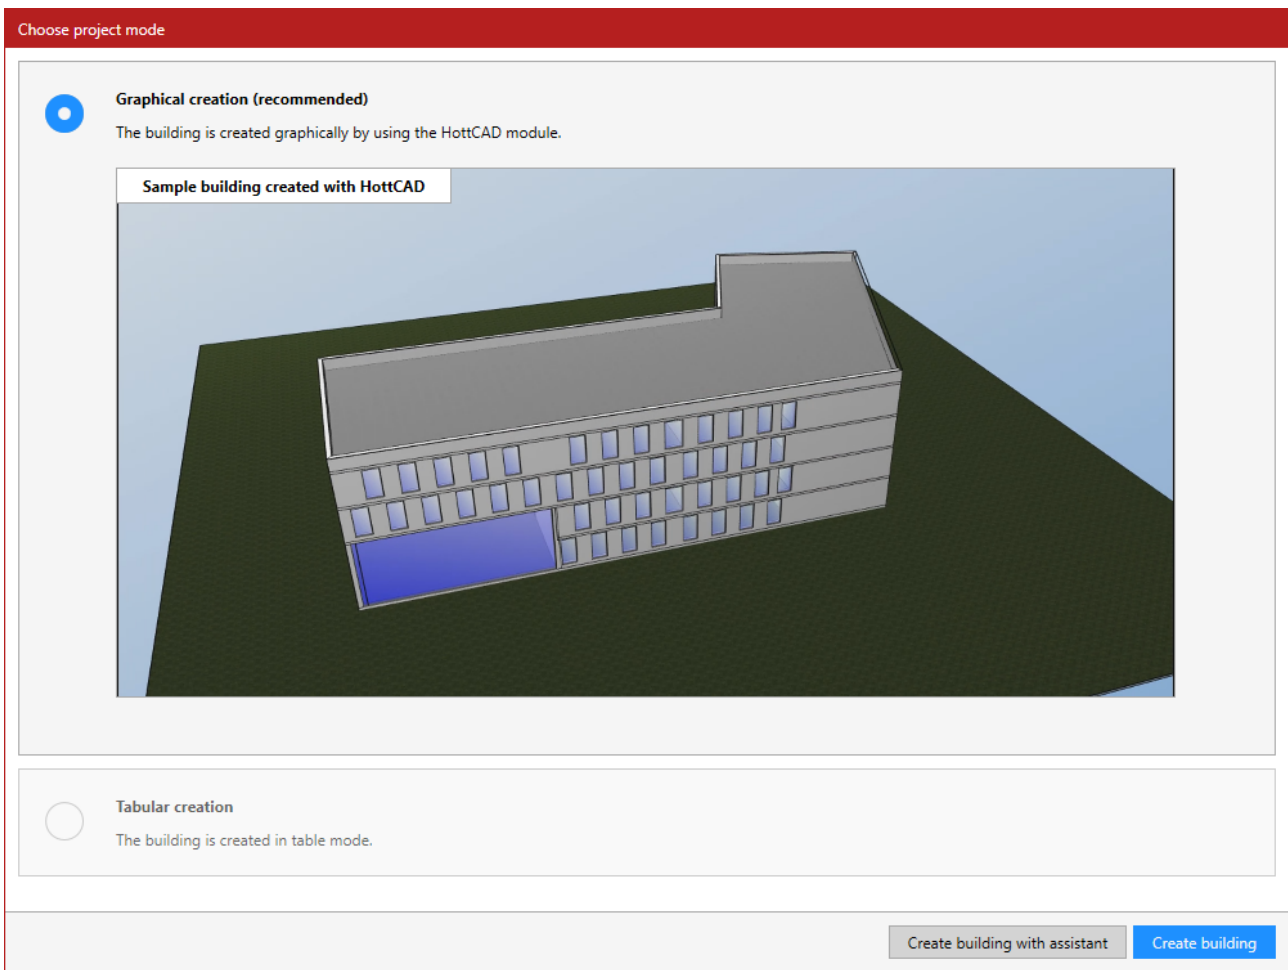 Choose project mode
Graphical creation (recommended)
The building is created graphically by using the HottCAD module.
Sample building created with HottCAD
Tabular creation
The building is created in table mode.
Create building with assistant
Create building